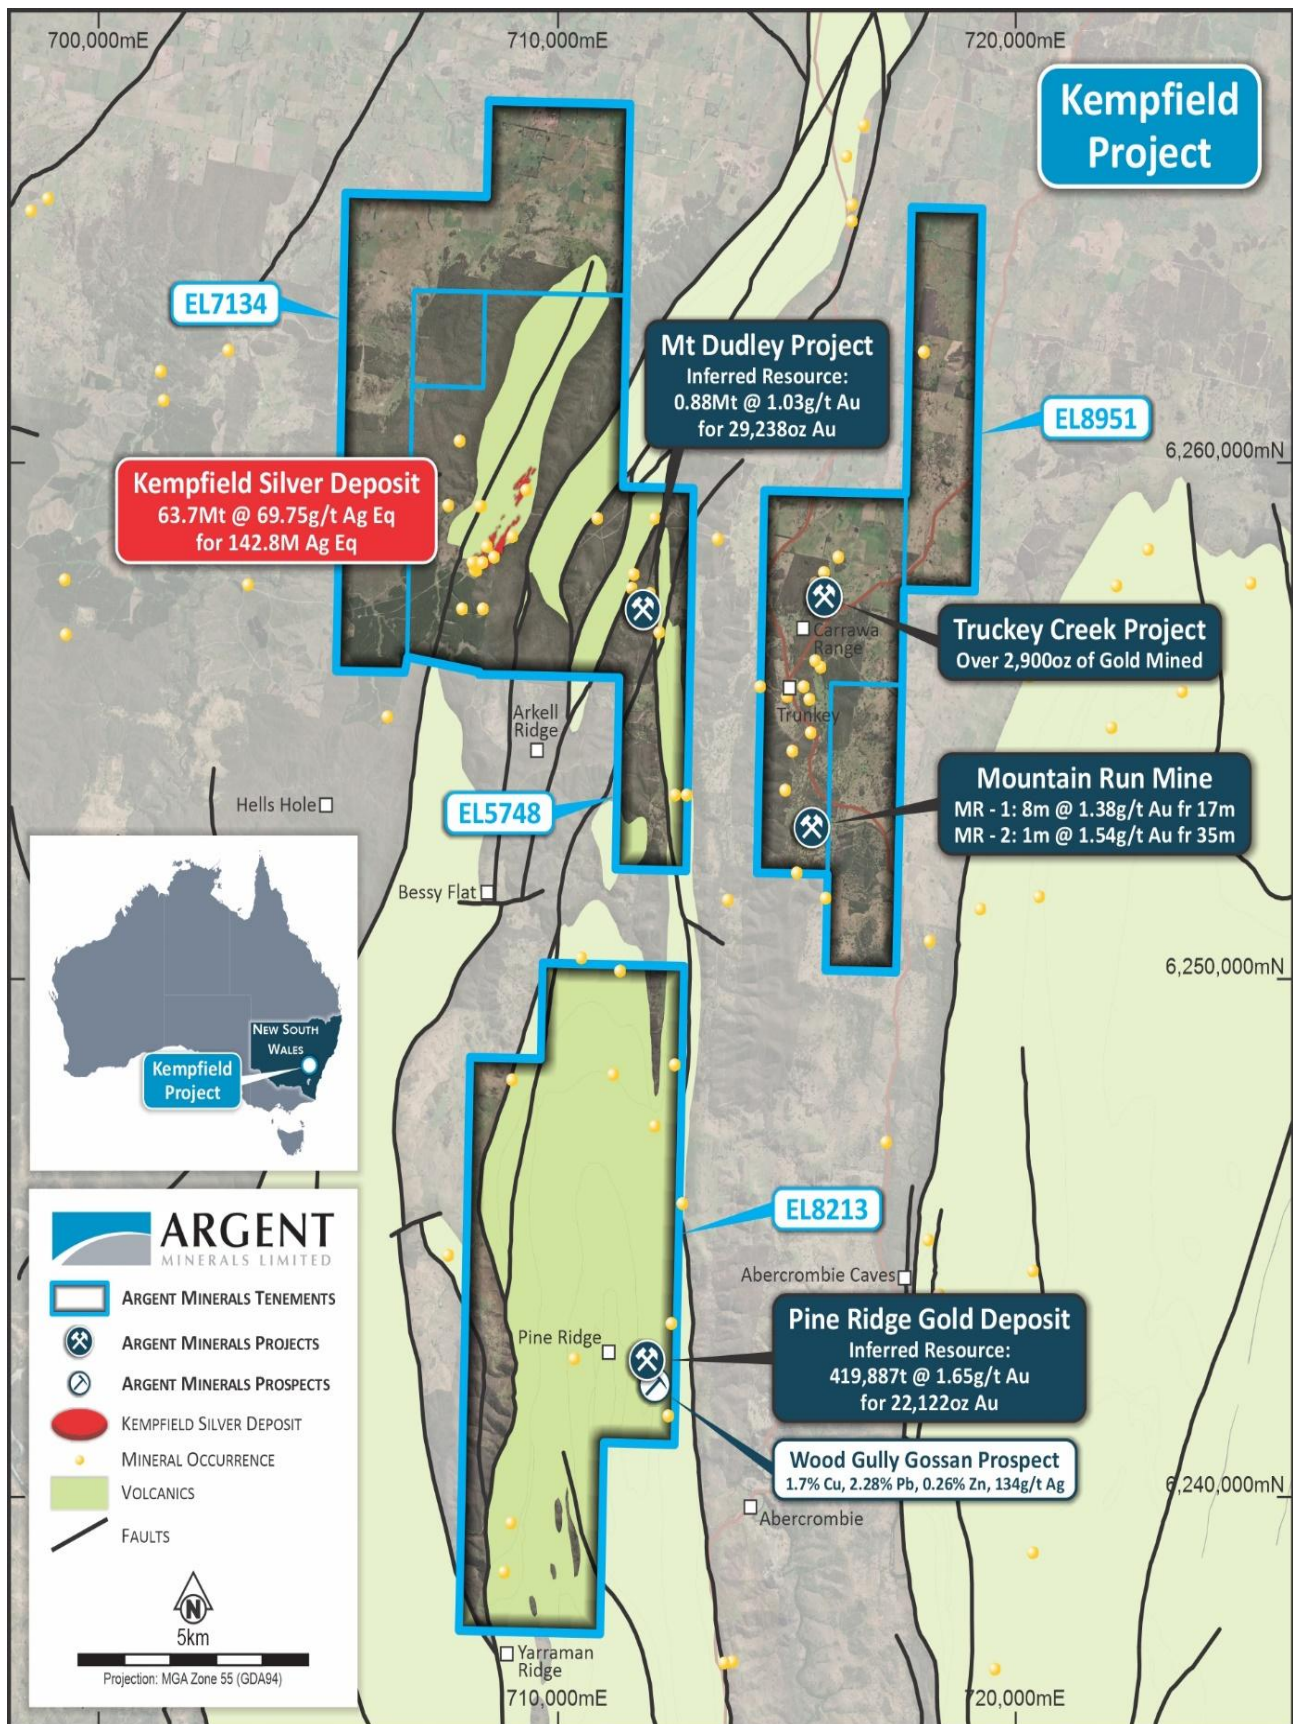 700,000mE
710,000mE
720,000mE
Kempfield
Project
EL7134
Mt Dudley Project
Inferred Resource:
0.88Mt @ 1.03g/t Au
for 29,238oz Au
EL8951
6,260,000mN
Kempfield Silver Deposit
63.7Mt @ 69.75g/t Ag Eq
for 142.8M Ag Eq
Truckey Creek Project
Over 2,900oz of Gold Mined
Carrawa
Range
Trunkey
Arkell
Ridge
Mountain Run Mine
MR - 1: 8m @ 1.38g/t Au fr 17m
MR - 2: 1m @ 1.54g/t Au fr 35m
Hells Hole
EL5748
Bessy Flat
6,250,000mN
NEW SOUTH
WALES
Kempfield
Project
EL8213
Abercrombie Caves
Pine Ridge
Pine Ridge Gold Deposit
Inferred Resource:
419,887t @ 1.65g/t Au
for 22,122oz Au
Wood Gully Gossan Prospect
1.7% Cu, 2.28% Pb, 0.26% Zn, 134g/t Ag
6,240,000mN
Abercrombie
Yarraman
Ridge
710,000mE
720,000mE
ARGENT
MINERALS LIMITED
ARGENT MINERALS TENEMENTS
ARGENT MINERALS PROJECTS
ARGENT MINERALS PROSPECTS
KEMPFIELD SILVER DEPOSIT
MINERAL OCCURRENCE
VOLCANICS
FAULTS
N
5km
Projection: MGA Zone 55 (GDA94)